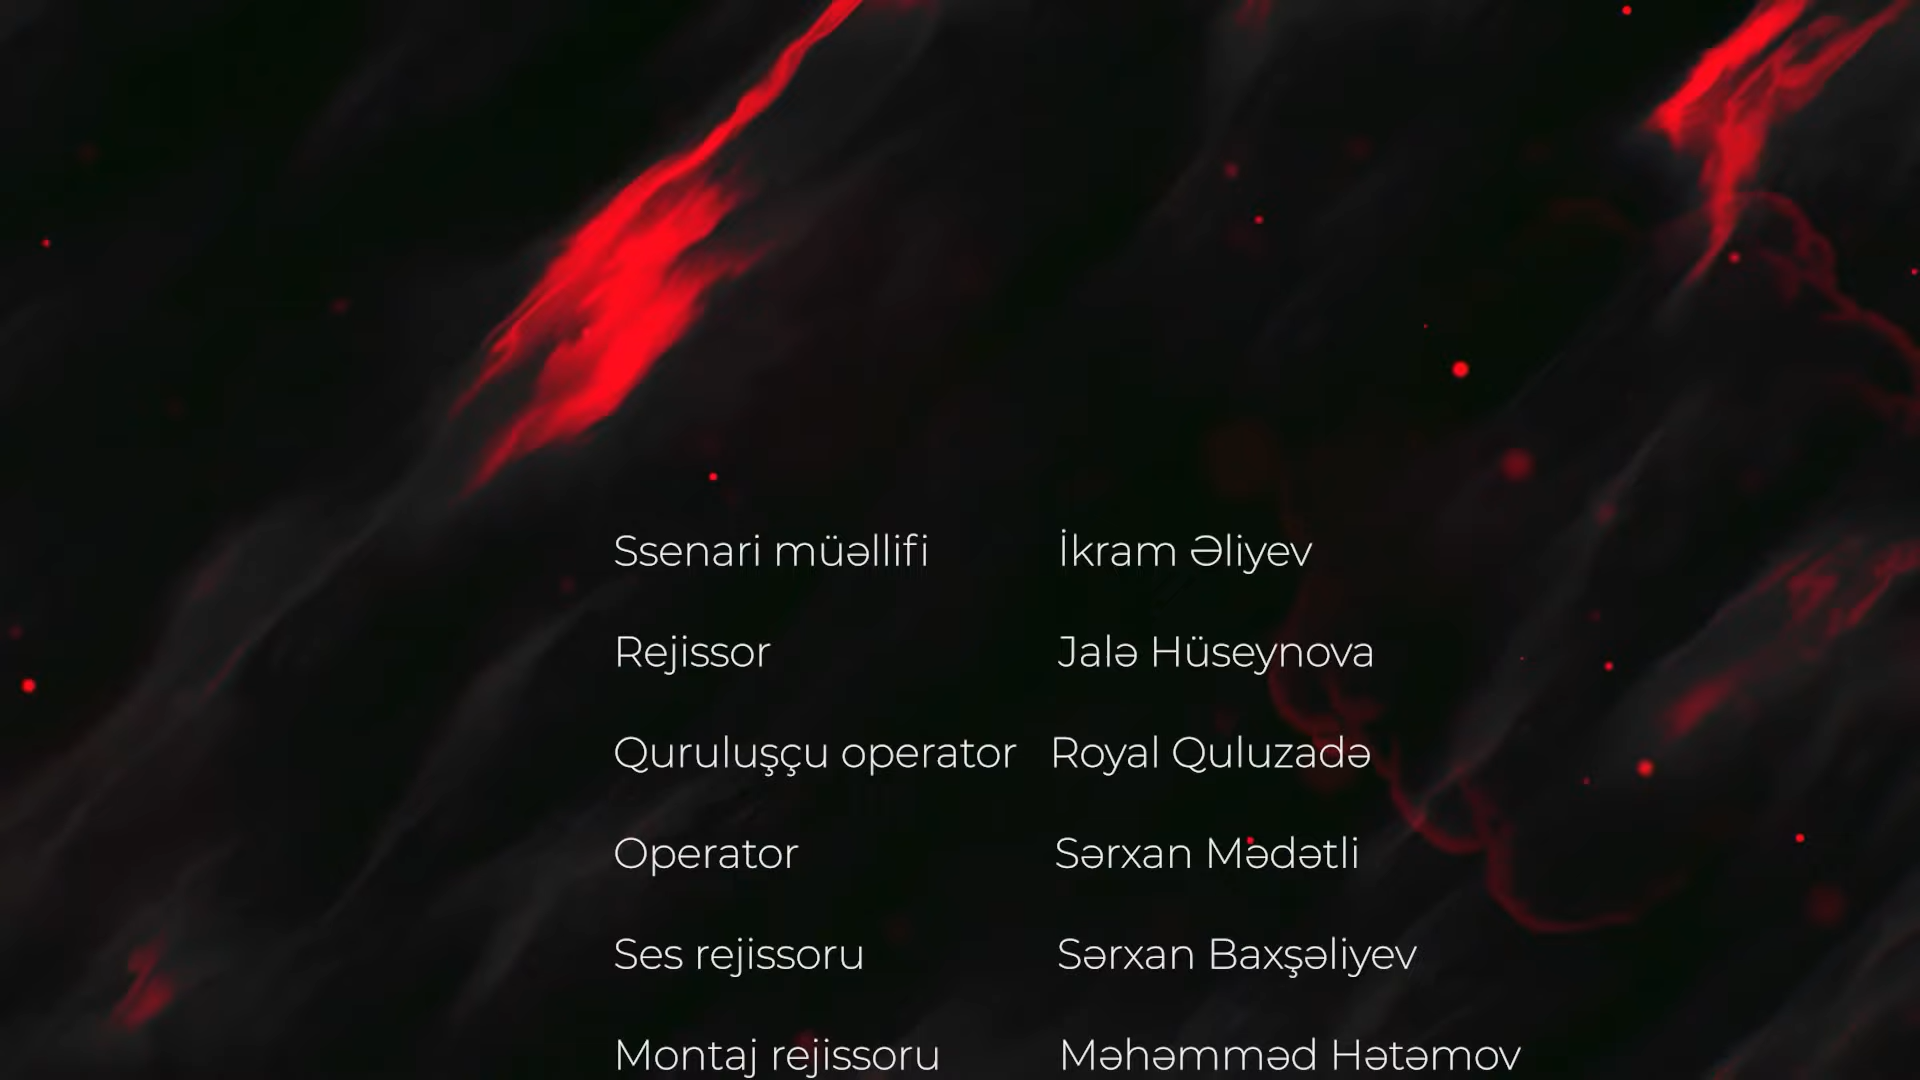 Ssenari müəllifi İkram Əliyev
Rejissor Jalə Hüseynova
Quruluşçu operator Royal Quluzadə
Operator Sərxan Mədətli
Ses rejissoru Sərxan Baxşəliyev
Montaj rejissoru Məhəmməd Hətəmov